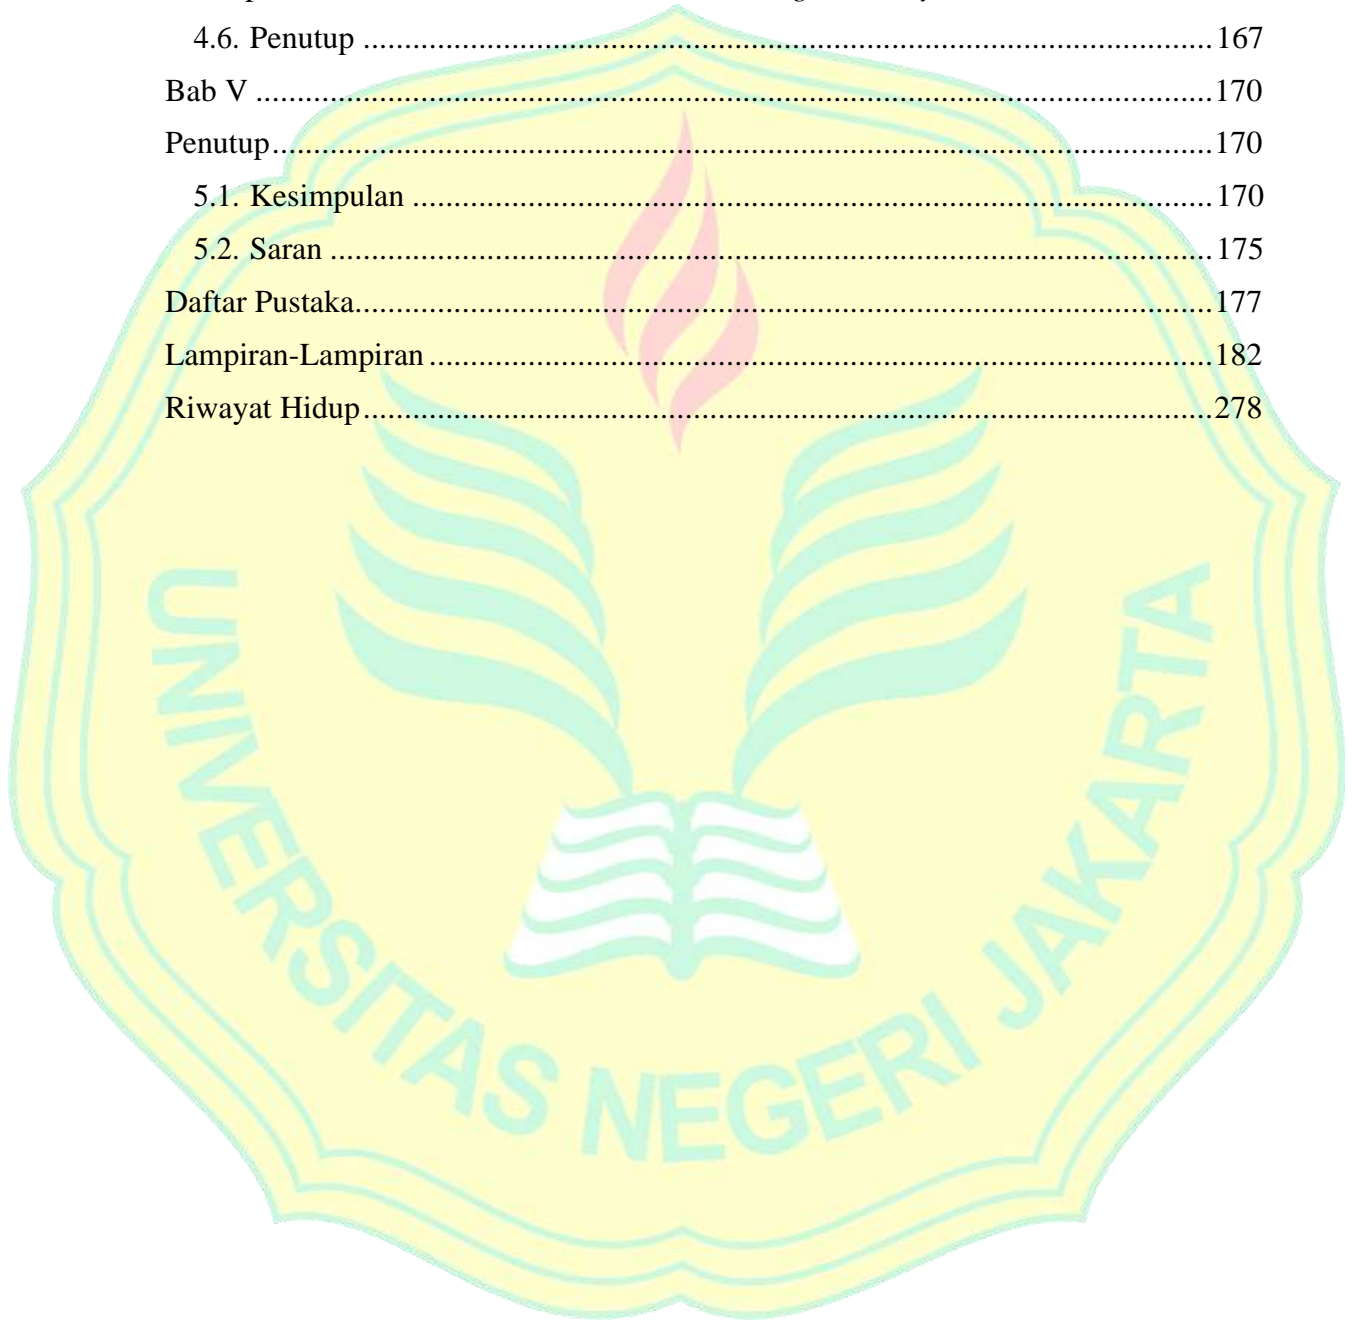 4.6. Penutup ........................................................................................................ 167
Bab V ....................................................................................................................170
Penutup..................................................................................................................170
5.1. Kesimpulan .................................................................................................. 170
5.2. Saran ............................................................................................................ 175
Daftar Pustaka........................................................................................................177
Lampiran-Lampiran ...............................................................................................182
Riwayat Hidup.......................................................................................................278
UNIVERSITAS NEGERI JAKARTA